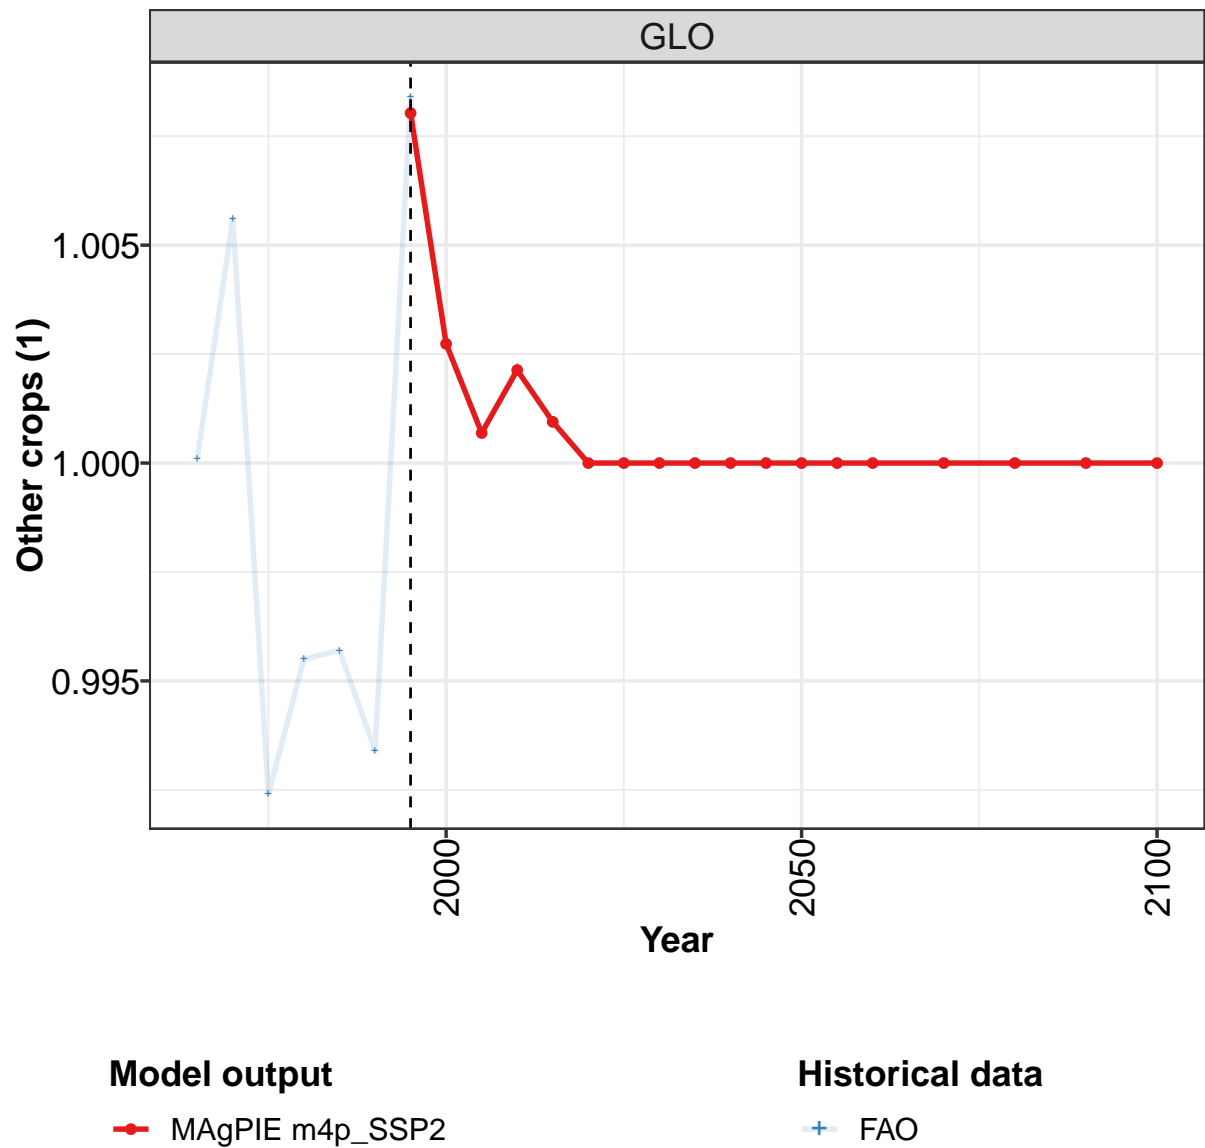 GLO
Other crops (1)
1.005
1.000
0.995
2000
2050
2100
Year
Model output
MAgPIE m4p_SSP2
Historical data
FAO